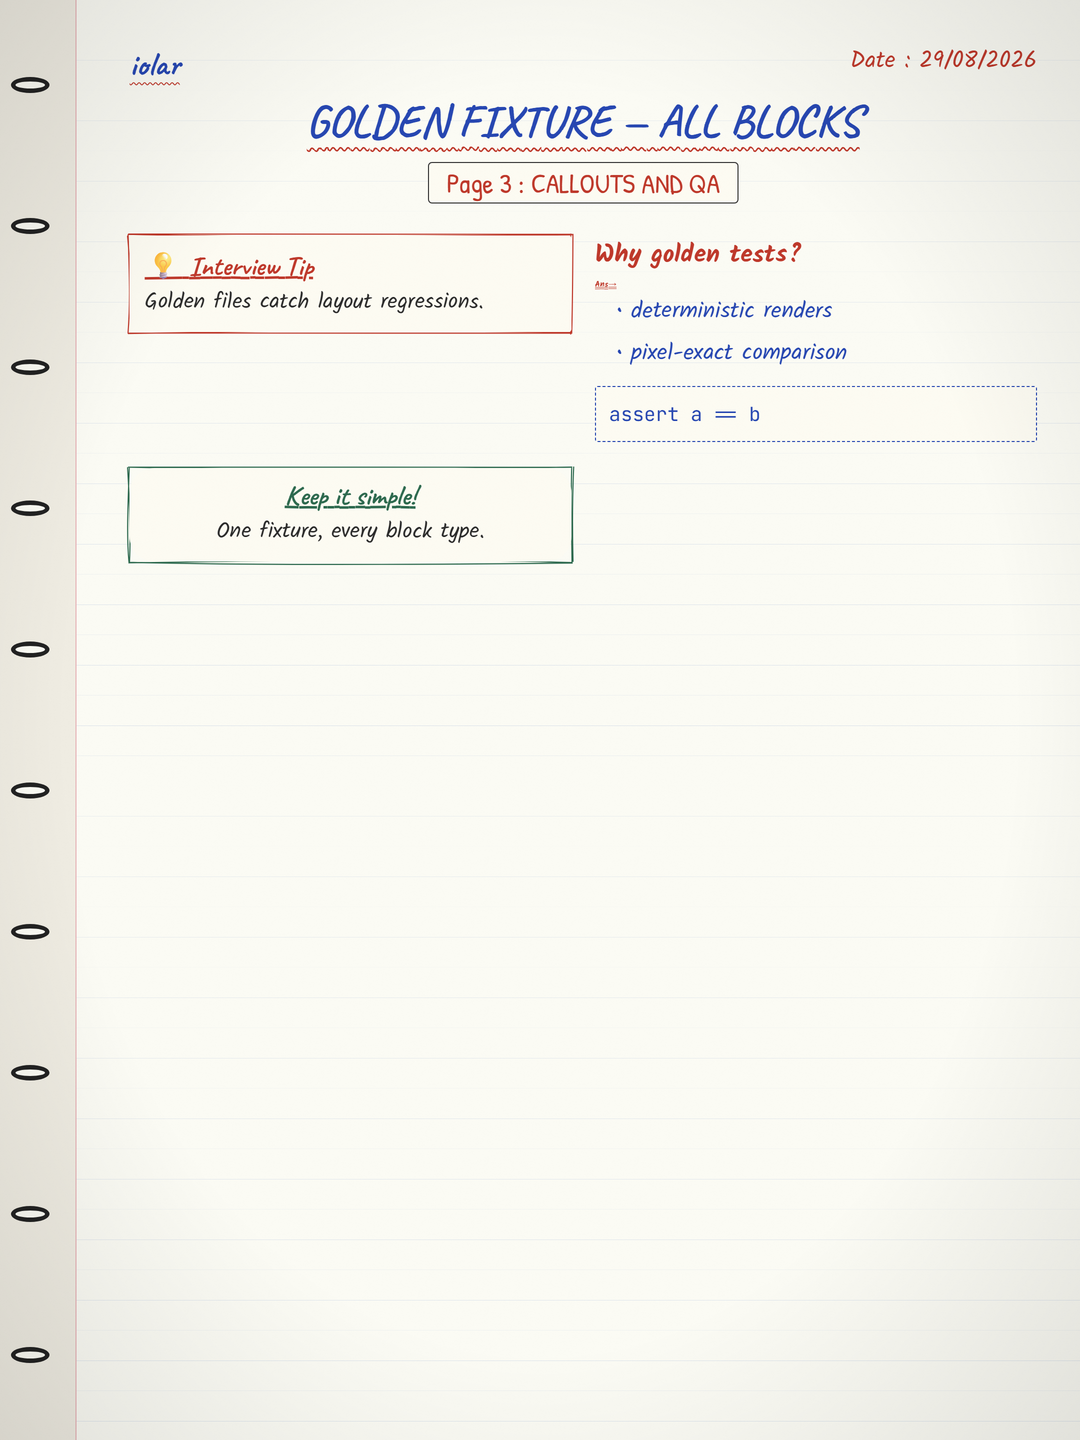 iolar
Date : 29/08/2026
GOLDEN FIXTURE – ALL BLOCKS
Page 3 : CALLOUTS AND QA
💡 Interview Tip
Golden files catch layout regressions.
Why golden tests?
Ans→
· deterministic renders
· pixel-exact comparison
assert a == b
Keep it simple!
One fixture, every block type.